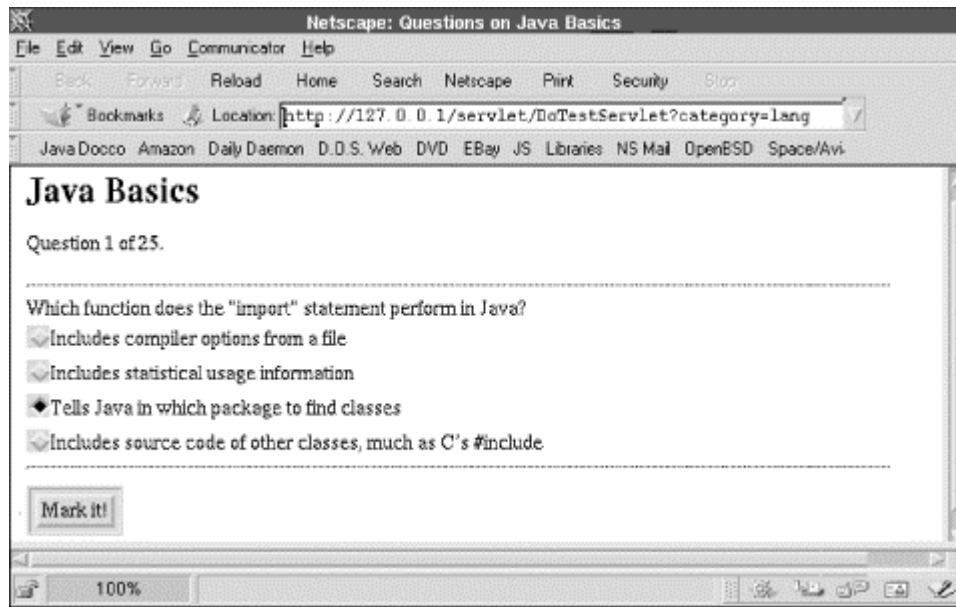 Netscape: Questions on Java Basics
File Edit View Go Communicator Help
Back Forward Reload Home Search Netscape Print Security Stop
Bookmarks Location: http://127.0.0.1/servlet/DoTestServlet?category=lang
Java Docco Amazon Daily Daemon D.D.S. Web DVD EBay JS Libraries NS Mail OpenBSD Space/Avi
Java Basics
Question 1 of 25.
Which function does the "import" statement perform in Java?
Includes compiler options from a file
Includes statistical usage information
Tells Java in which package to find classes
Includes source code of other classes, much as C's #include
Mark it!
100%